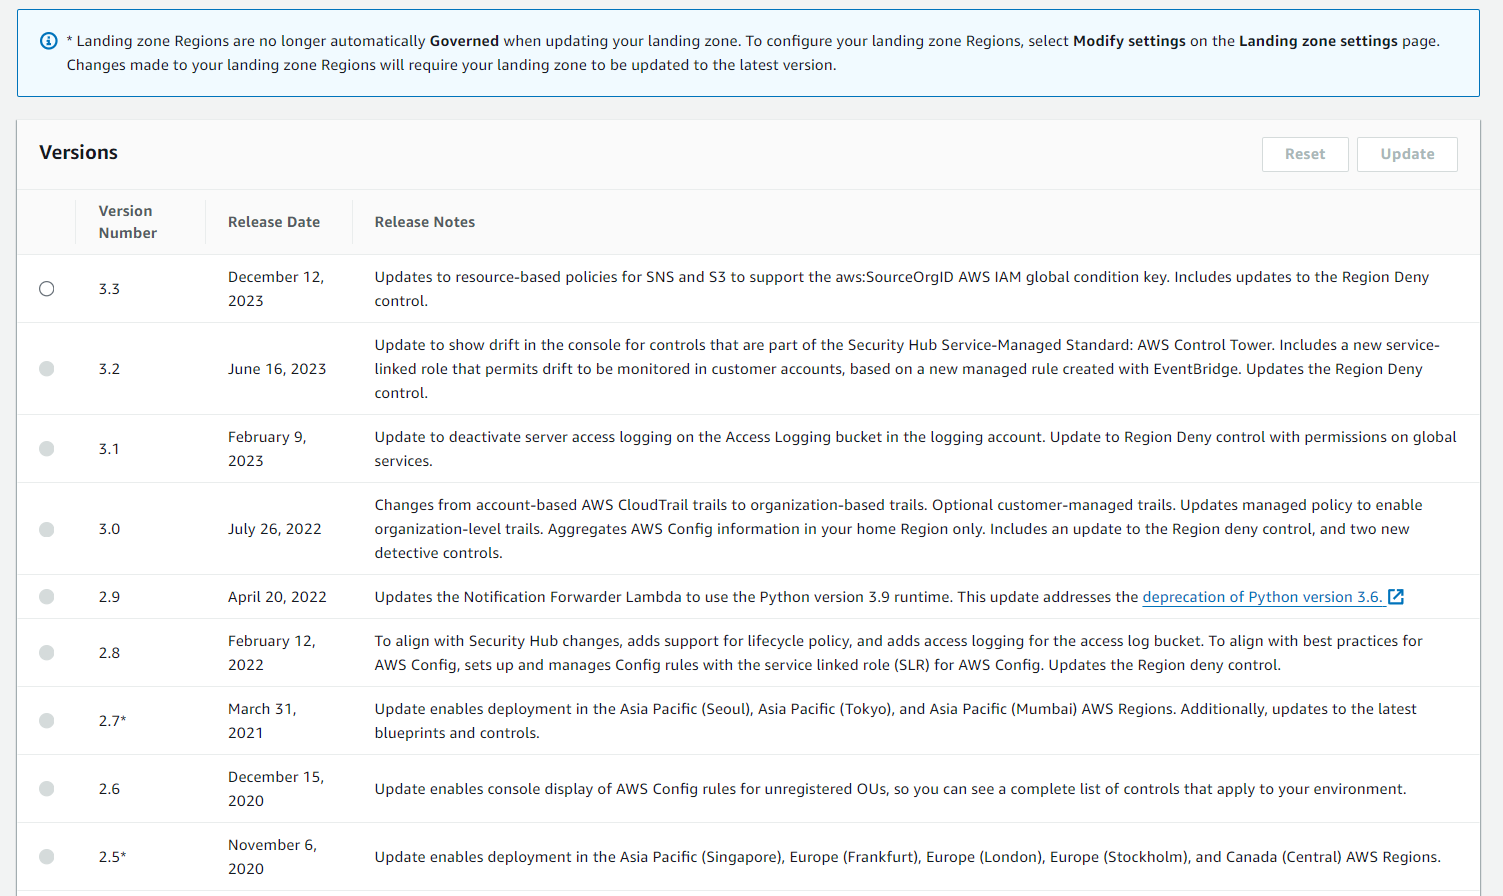 * Landing zone Regions are no longer automatically Governed when updating your landing zone. To configure your landing zone Regions, select Modify settings on the Landing zone settings page.
Changes made to your landing zone Regions will require your landing zone to be updated to the latest version.
Versions
Reset
Update
Version
Number
Release Date
Release Notes
3.3
December 12,
2023
Updates to resource-based policies for SNS and S3 to support the aws:SourceOrgID AWS IAM global condition key. Includes updates to the Region Deny
control.
3.2
June 16, 2023
Update to show drift in the console for controls that are part of the Security Hub Service-Managed Standard: AWS Control Tower. Includes a new service-
linked role that permits drift to be monitored in customer accounts, based on a new managed rule created with EventBridge. Updates the Region Deny
control.
3.1
February 9,
2023
Update to deactivate server access logging on the Access Logging bucket in the logging account. Update to Region Deny control with permissions on global
services.
3.0
July 26, 2022
Changes from account-based AWS CloudTrail trails to organization-based trails. Optional customer-managed trails. Updates managed policy to enable
organization-level trails. Aggregates AWS Config information in your home Region only. Includes an update to the Region deny control, and two new
detective controls.
2.9
April 20, 2022
Updates the Notification Forwarder Lambda to use the Python version 3.9 runtime. This update addresses the deprecation of Python version 3.6.
2.8
February 12,
2022
To align with Security Hub changes, adds support for lifecycle policy, and adds access logging for the access log bucket. To align with best practices for
AWS Config, sets up and manages Config rules with the service linked role (SLR) for AWS Config. Updates the Region deny control.
2.7*
March 31,
2021
Update enables deployment in the Asia Pacific (Seoul), Asia Pacific (Tokyo), and Asia Pacific (Mumbai) AWS Regions. Additionally, updates to the latest
blueprints and controls.
2.6
December 15,
2020
Update enables console display of AWS Config rules for unregistered OUs, so you can see a complete list of controls that apply to your environment.
2.5*
November 6,
2020
Update enables deployment in the Asia Pacific (Singapore), Europe (Frankfurt), Europe (London), Europe (Stockholm), and Canada (Central) AWS Regions.